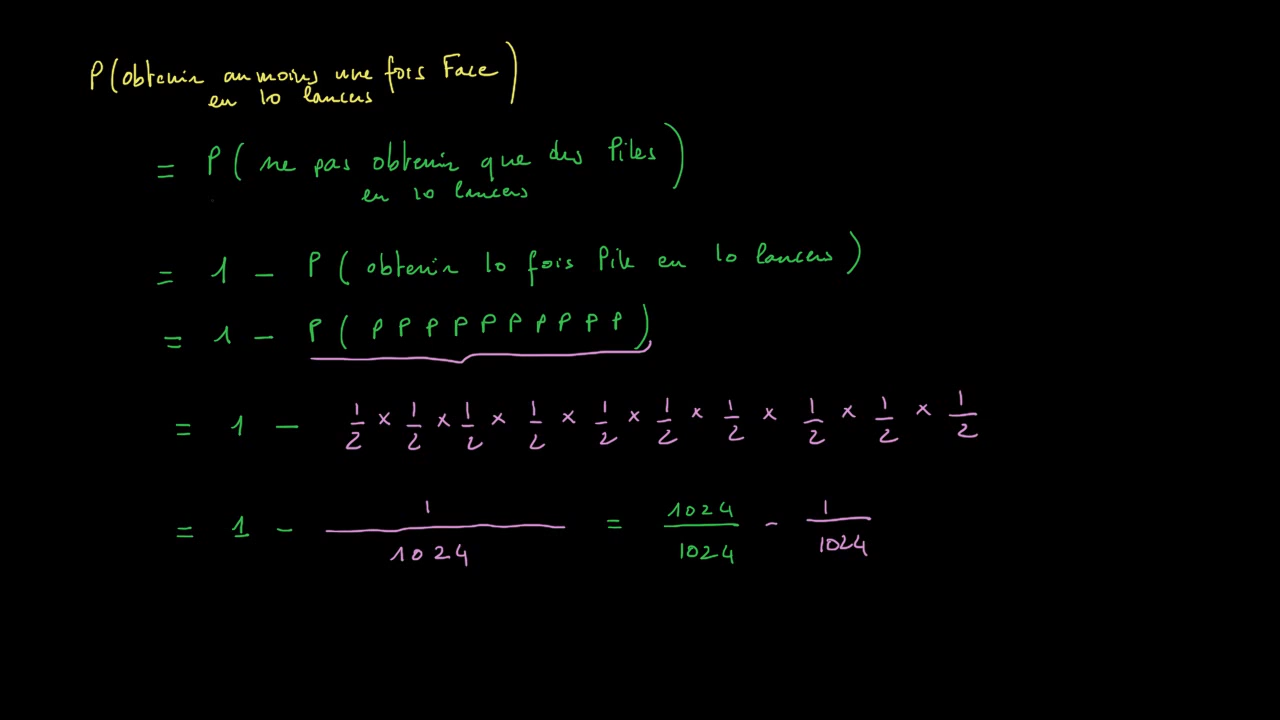 P(obtenir au moins une fois Face)
en 10 lancers
= P( ne pas obtenir que des Piles)
en 10 lancers
= 1 - P( obtenir 10 fois Pile en 10 lancers)
= 1 - P( P P P P P P P P P P )
= 1 - 1/2 × 1/2 × 1/2 × 1/2 × 1/2 × 1/2 × 1/2 × 1/2 × 1/2 × 1/2
= 1 - 1/1024 = 1024/1024 - 1/1024